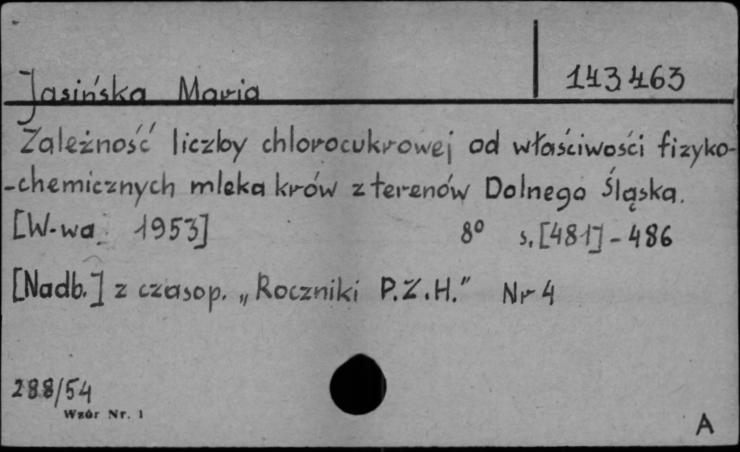 143463
Jasińska Maria
Zależność liczby chlorocukrowej od właściwości fizyko-
-chemicznych mleka krów z terenów Dolnego Śląska.
[W-wa 1953] 8° s. [481] - 486
[Nadb.] z czasop. „Roczniki P.Z.H.” Nr 4
288/54
Wzór Nr. 1
A